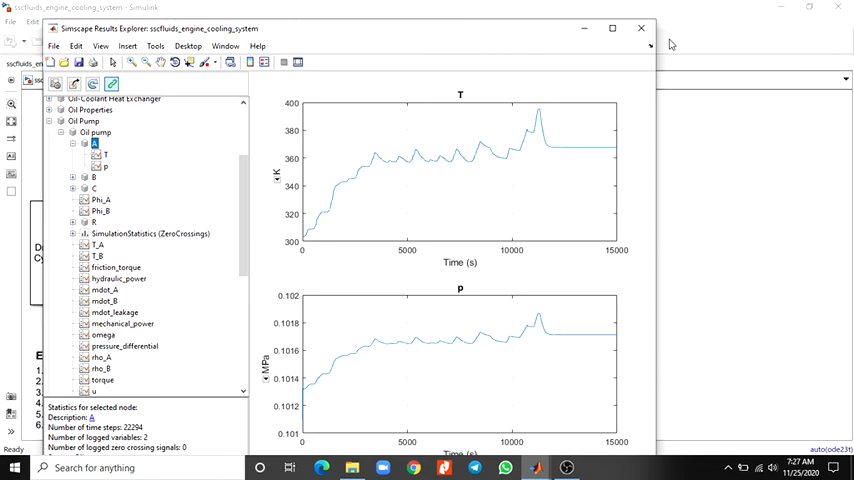 sscfluids_engine_cooling_system - Simulink
File
Simscape Results Explorer: sscfluids_engine_cooling_system
File Edit View Insert Tools Desktop Window Help
sscfluids_en
Oil-Coolant Heat Exchanger
Oil Properties
Oil Pump
Oil pump
A
T
p
B
C
Phi_A
Phi_B
R
SimulationStatistics (ZeroCrossings)
T_A
T_B
friction_torque
hydraulic_power
mdot_A
mdot_B
mdot_leakage
mechanical_power
omega
pressure_differential
rho_A
rho_B
torque
u
Statistics for selected node:
Description: A
Number of time steps: 22294
Number of logged variables: 2
Number of logged zero crossing signals: 0
T
400
380
360
340
320
300
K
0 5000 10000 15000
Time (s)
p
0.102
0.1018
0.1016
0.1014
0.1012
0.101
MPa
0 5000 10000 15000
Time (s)
Ready
auto(ode23t)
Search for anything
7:27 AM
11/25/2020